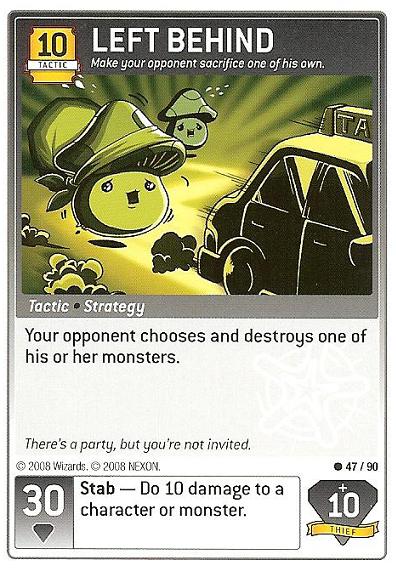 10
TACTIC
LEFT BEHIND
Make your opponent sacrifice one of his own.
TA
Tactic • Strategy
Your opponent chooses and destroys one of
his or her monsters.
There's a party, but you're not invited.
© 2008 Wizards. © 2008 NEXON.
● 47 / 90
30
Stab — Do 10 damage to a
character or monster.
+
10
THIEF